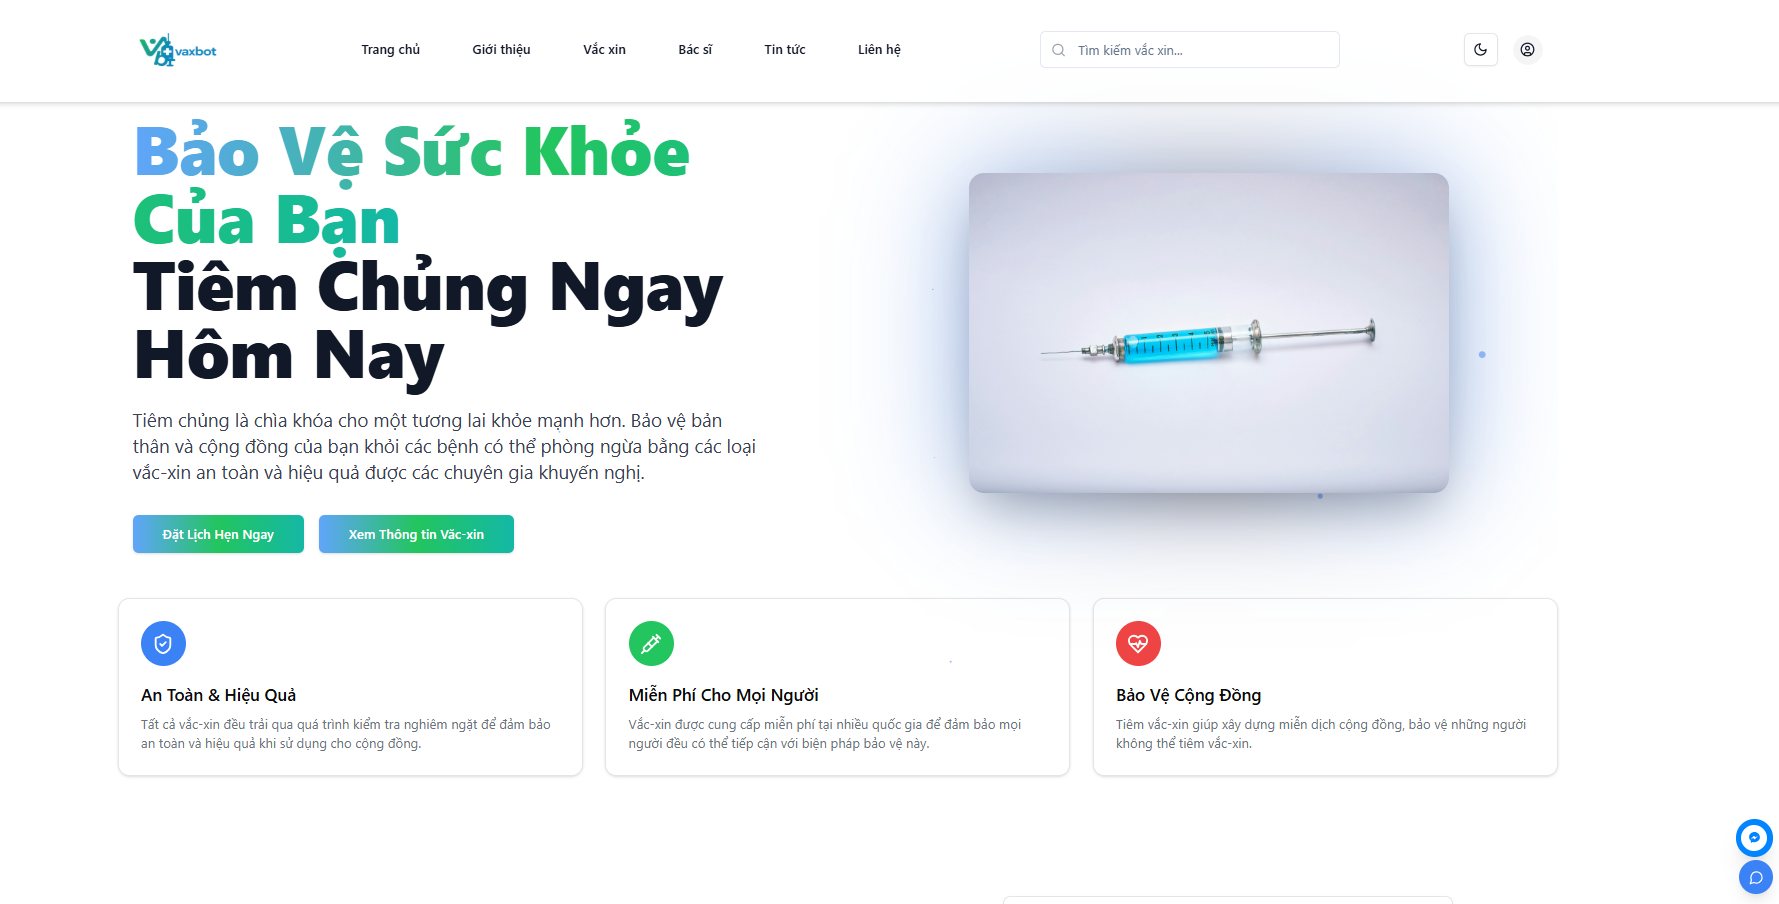 vaxbot
Trang chủ
Giới thiệu
Vắc xin
Bác sĩ
Tin tức
Liên hệ
Tìm kiếm vắc xin...
Bảo Vệ Sức Khỏe
Của Bạn
Tiêm Chủng Ngay
Hôm Nay
Tiêm chủng là chìa khóa cho một tương lai khỏe mạnh hơn. Bảo vệ bản
thân và cộng đồng của bạn khỏi các bệnh có thể phòng ngừa bằng các loại
vắc-xin an toàn và hiệu quả được các chuyên gia khuyến nghị.
Đặt Lịch Hẹn Ngay
Xem Thông tin Văc-xin
An Toàn & Hiệu Quả
Tất cả vắc-xin đều trải qua quá trình kiểm tra nghiêm ngặt để đảm bảo
an toàn và hiệu quả khi sử dụng cho cộng đồng.
Miễn Phí Cho Mọi Người
Vắc-xin được cung cấp miễn phí tại nhiều quốc gia để đảm bảo mọi
người đều có thể tiếp cận với biện pháp bảo vệ này.
Bảo Vệ Cộng Đồng
Tiêm vắc-xin giúp xây dựng miễn dịch cộng đồng, bảo vệ những người
không thể tiêm vắc-xin.